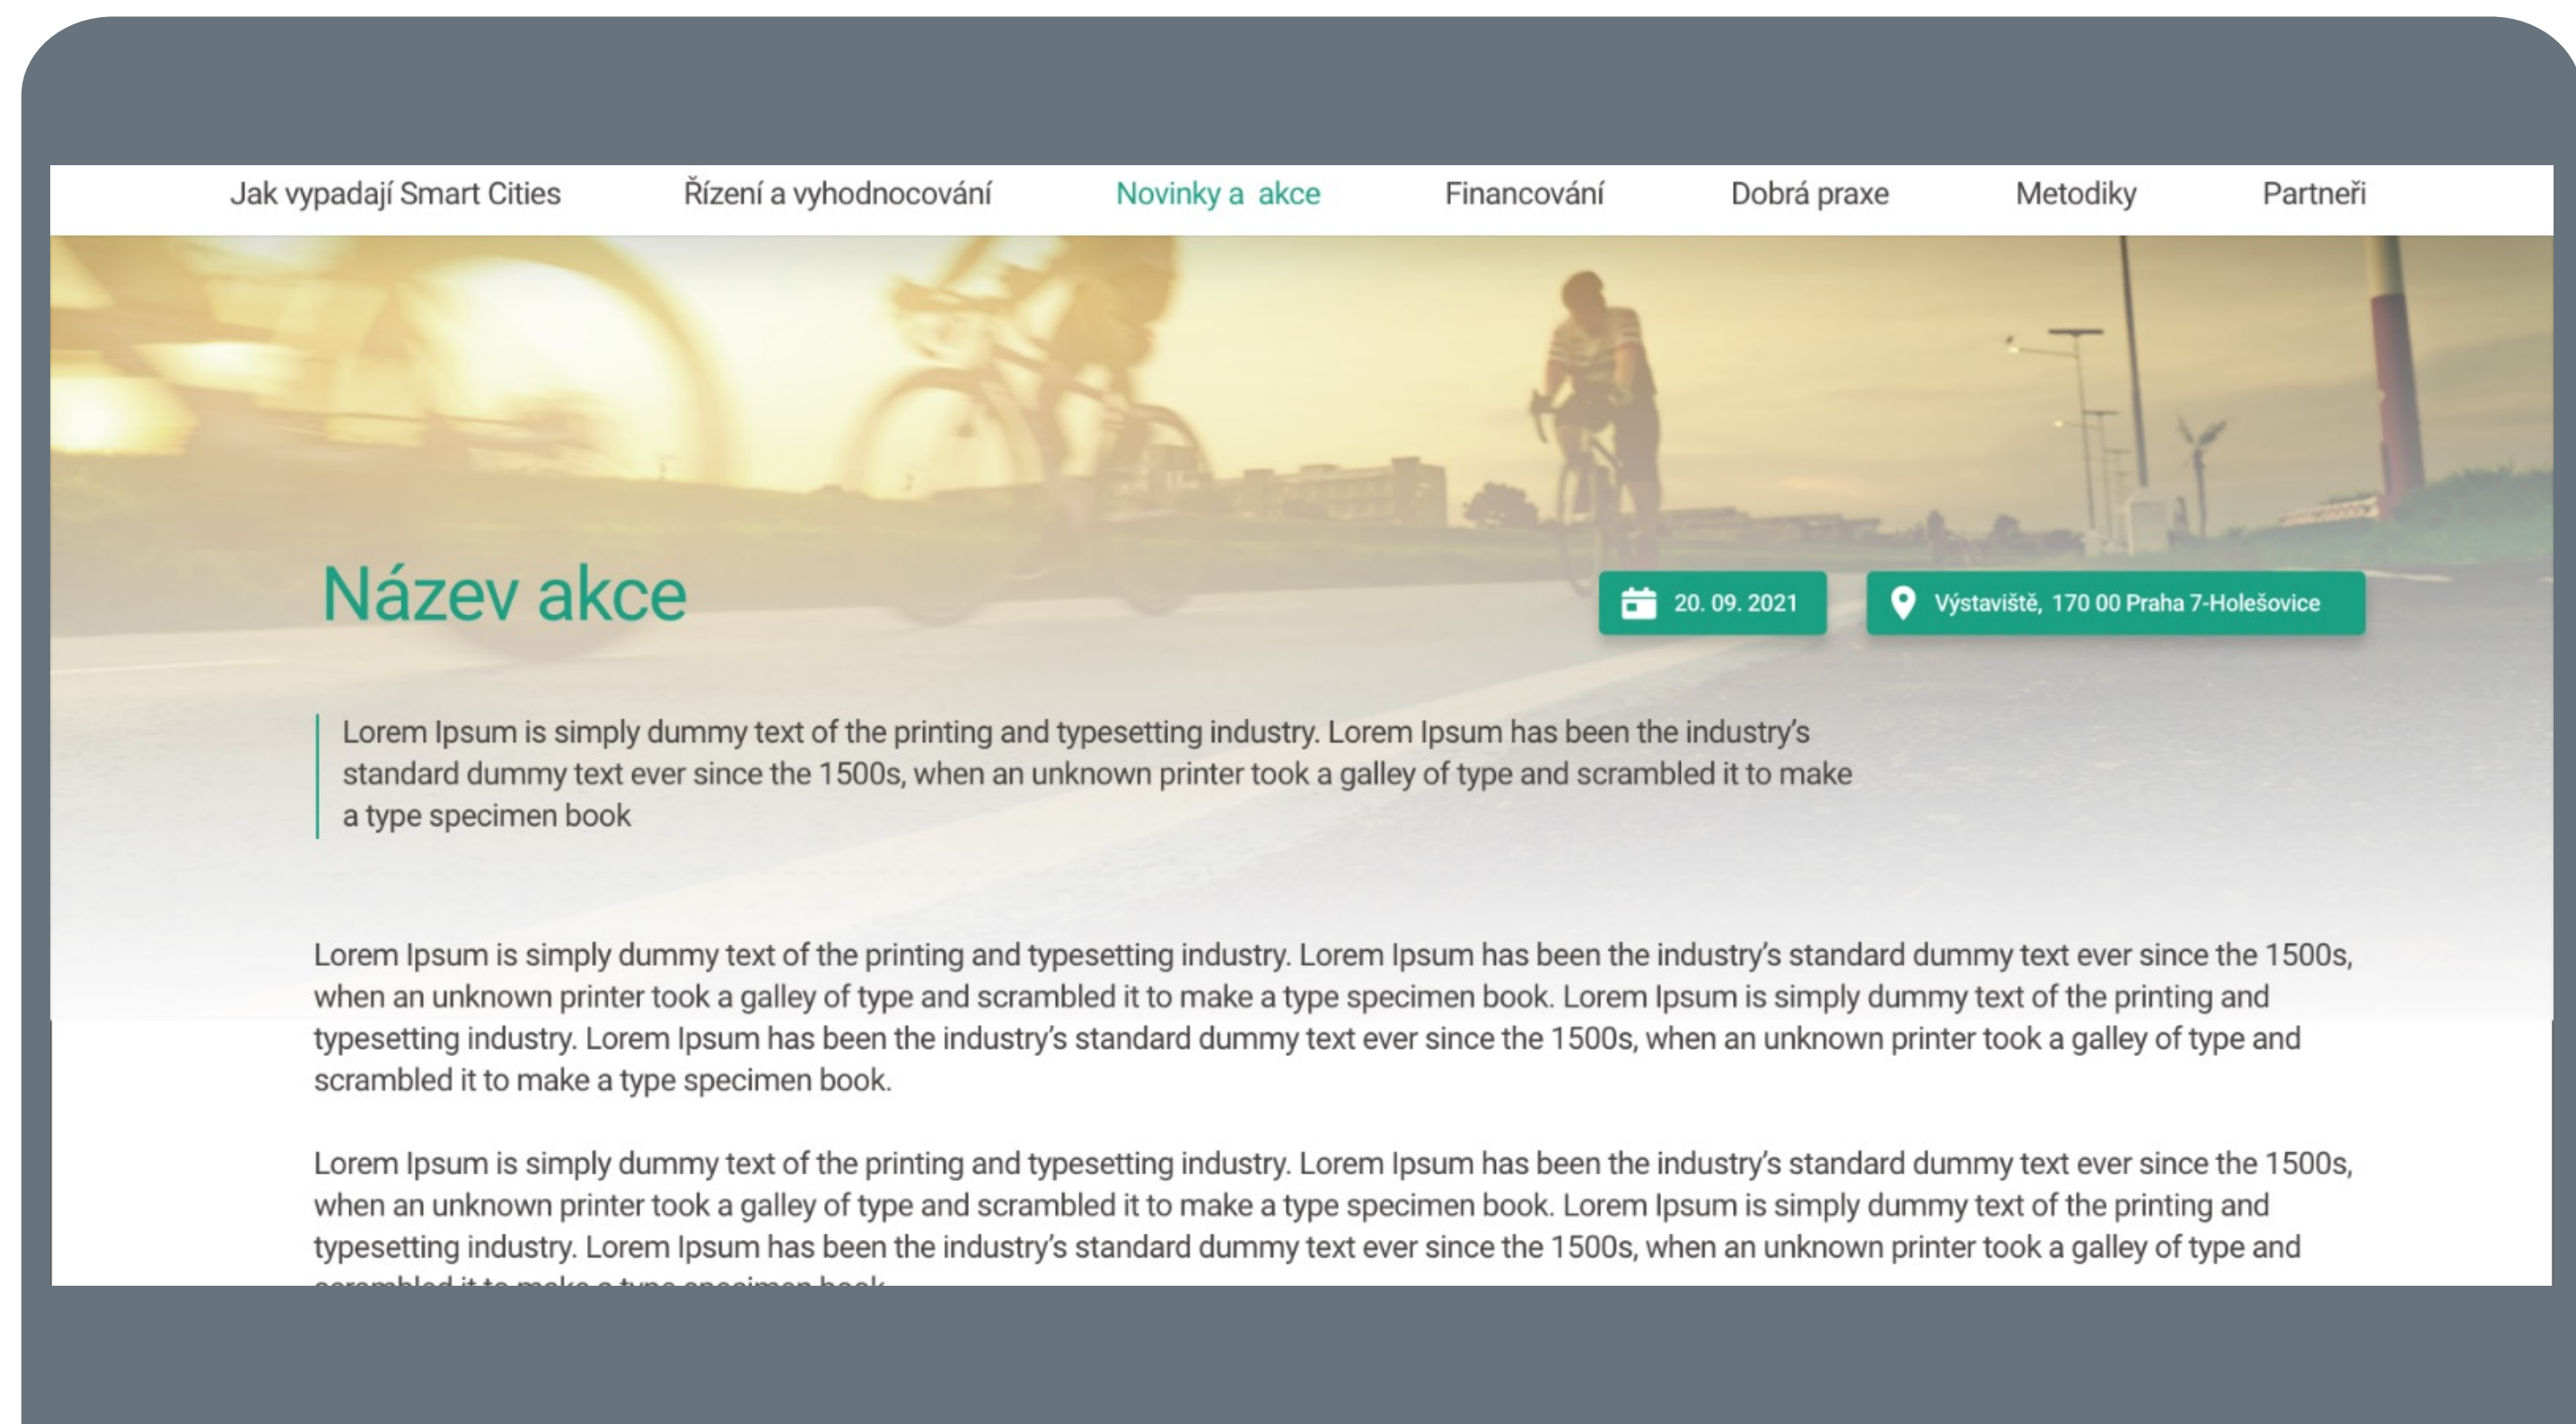 Jak vypadají Smart Cities Řízení a vyhodnocování Novinky a akce Financování Dobrá praxe Metodiky Partneři
Název akce
20. 09. 2021
Výstaviště, 170 00 Praha 7-Holešovice
Lorem Ipsum is simply dummy text of the printing and typesetting industry. Lorem Ipsum has been the industry’s
standard dummy text ever since the 1500s, when an unknown printer took a galley of type and scrambled it to make
a type specimen book
Lorem Ipsum is simply dummy text of the printing and typesetting industry. Lorem Ipsum has been the industry’s standard dummy text ever since the 1500s,
when an unknown printer took a galley of type and scrambled it to make a type specimen book. Lorem Ipsum is simply dummy text of the printing and
typesetting industry. Lorem Ipsum has been the industry’s standard dummy text ever since the 1500s, when an unknown printer took a galley of type and
scrambled it to make a type specimen book.
Lorem Ipsum is simply dummy text of the printing and typesetting industry. Lorem Ipsum has been the industry’s standard dummy text ever since the 1500s,
when an unknown printer took a galley of type and scrambled it to make a type specimen book. Lorem Ipsum is simply dummy text of the printing and
typesetting industry. Lorem Ipsum has been the industry’s standard dummy text ever since the 1500s, when an unknown printer took a galley of type and
scrambled it to make a type specimen book.